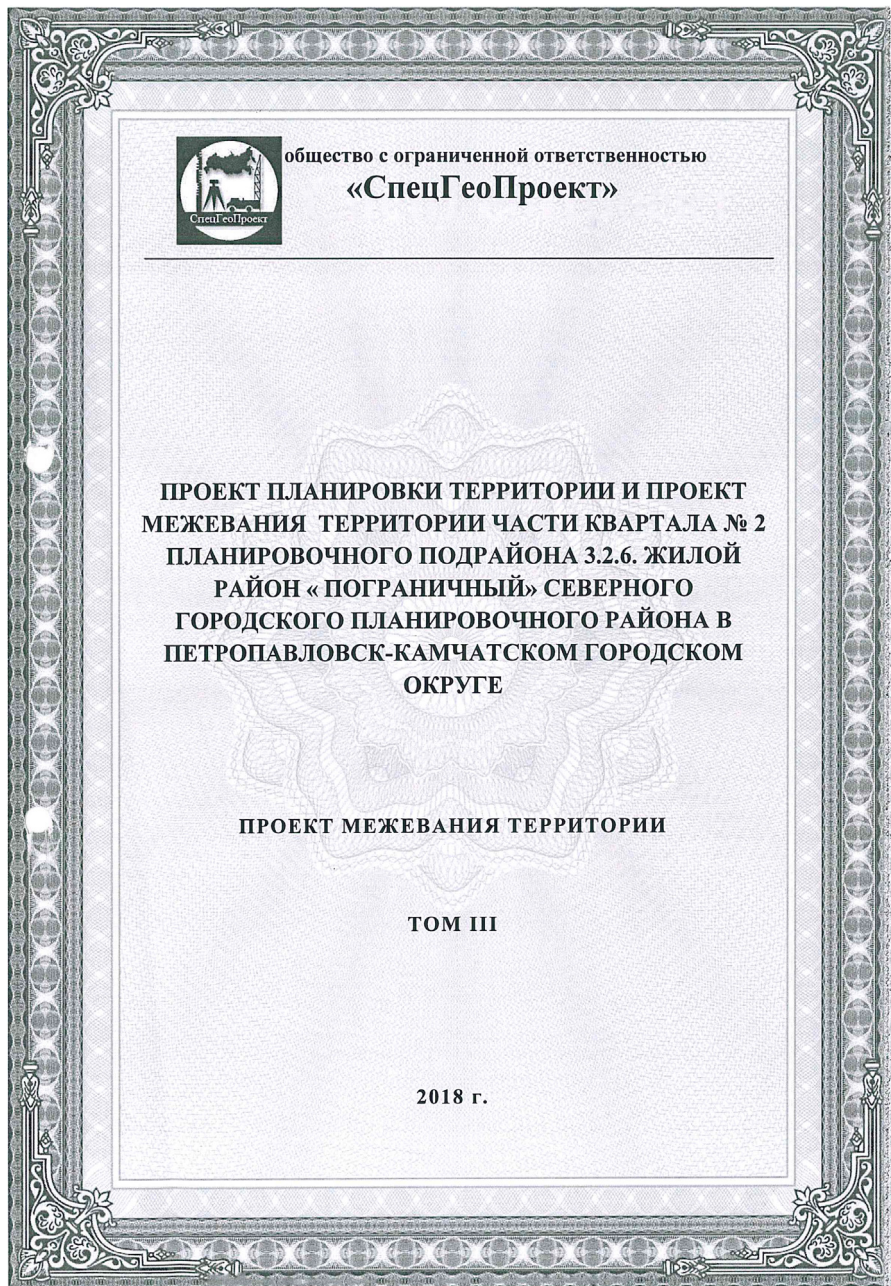 общество с ограниченной ответственностью
«СпецГеоПроект»
СпецГеоПроект
ПРОЕКТ ПЛАНИРОВКИ ТЕРРИТОРИИ И ПРОЕКТ
МЕЖЕВАНИЯ ТЕРРИТОРИИ ЧАСТИ КВАРТАЛА № 2
ПЛАНИРОВОЧНОГО ПОДРАЙОНА 3.2.6. ЖИЛОЙ
РАЙОН « ПОГРАНИЧНЫЙ» СЕВЕРНОГО
ГОРОДСКОГО ПЛАНИРОВОЧНОГО РАЙОНА В
ПЕТРОПАВЛОВСК-КАМЧАТСКОМ ГОРОДСКОМ
ОКРУГЕ
ПРОЕКТ МЕЖЕВАНИЯ ТЕРРИТОРИИ
ТОМ III
2018 г.